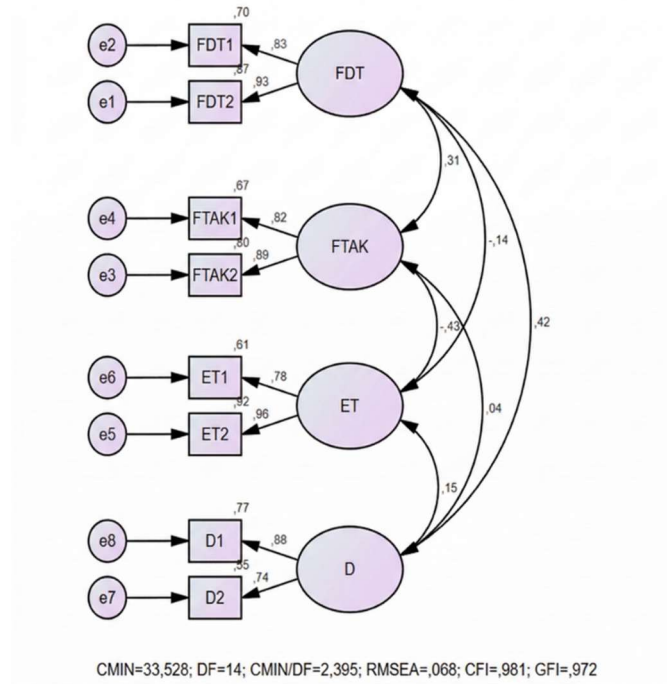 ,70
e2 FDT1 ,83
FDT
,87
e1 FDT2 ,93
,31
,67
e4 FTAK1 ,82
-,14
FTAK
,80
e3 FTAK2 ,89
-,43 ,42
,61
e6 ET1 ,78
ET ,04
,92
e5 ET2 ,96
,15
,77
e8 D1 ,88
D
,55
e7 D2 ,74
CMIN=33,528; DF=14; CMIN/DF=2,395; RMSEA=,068; CFI=,981; GFI=,972